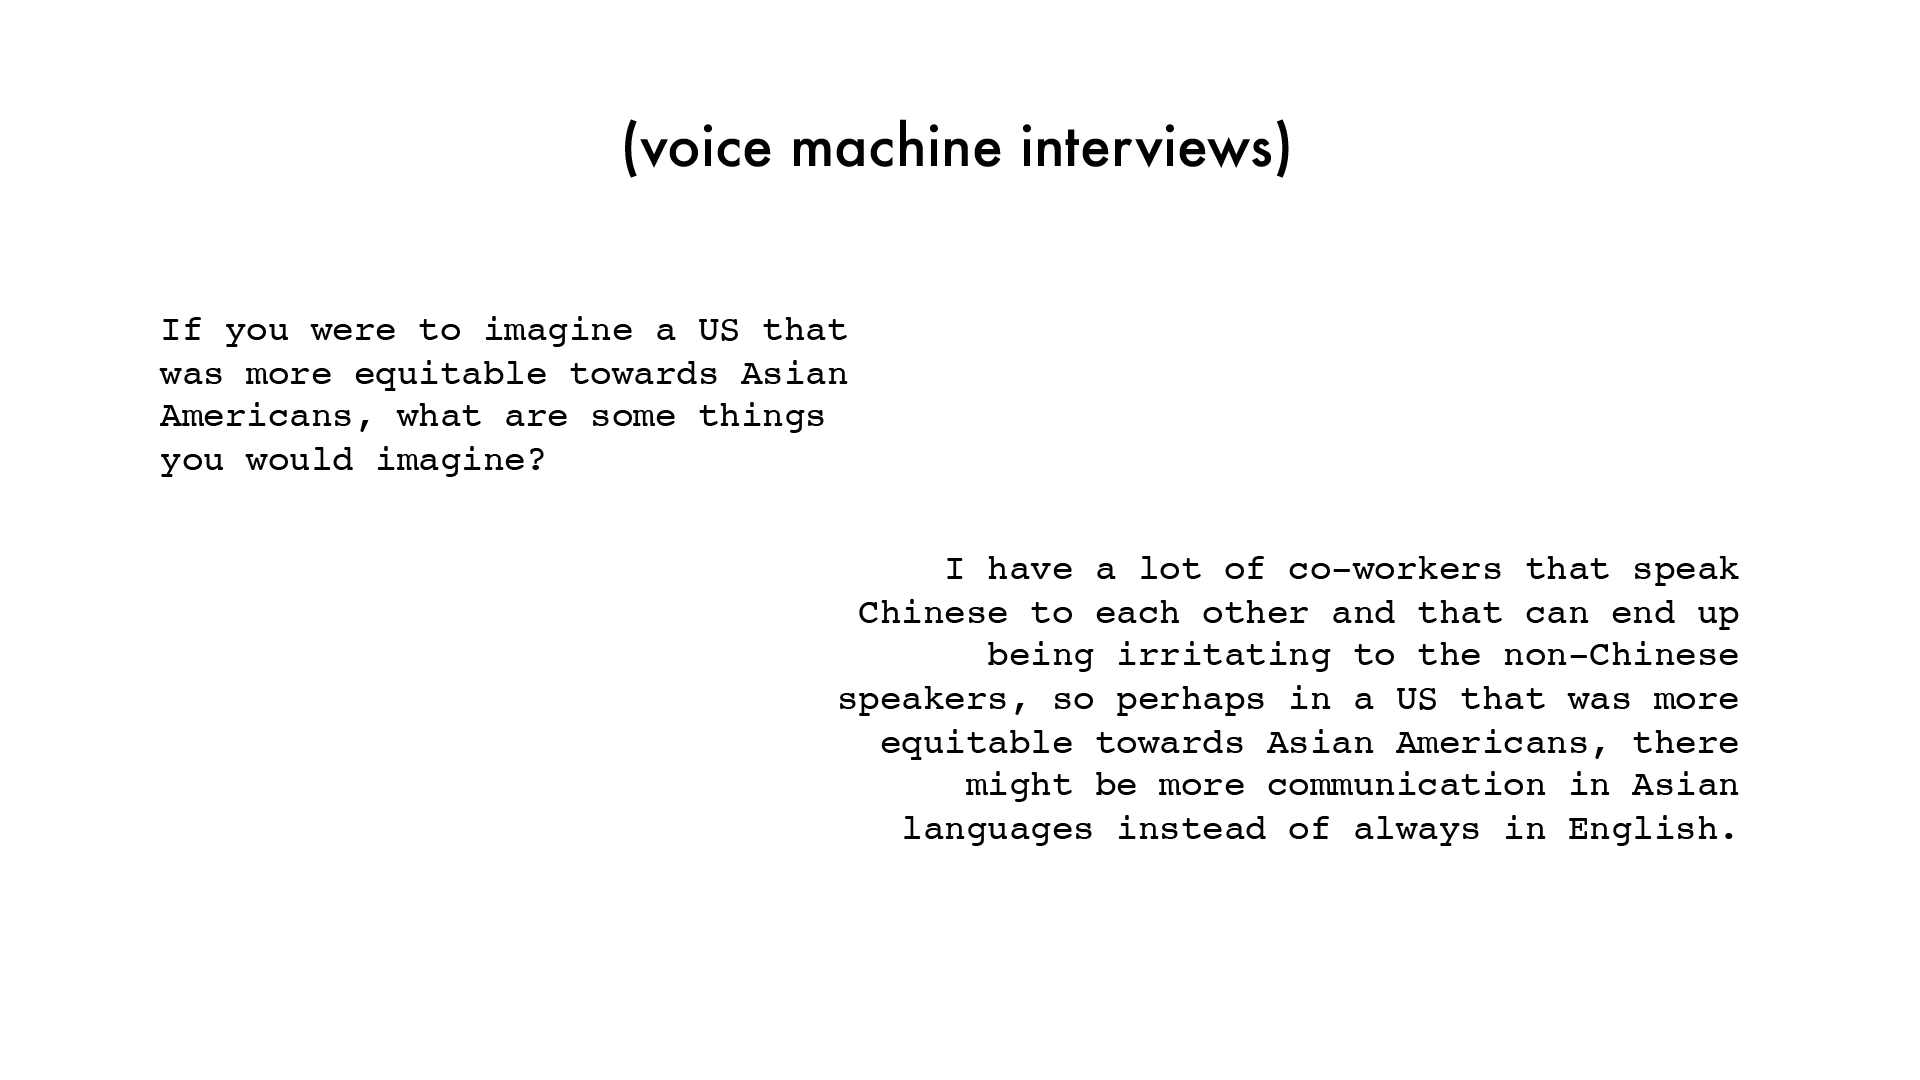 (voice machine interviews)
If you were to imagine a US that
was more equitable towards Asian
Americans, what are some things
you would imagine?
I have a lot of co-workers that speak
Chinese to each other and that can end up
being irritating to the non-Chinese
speakers, so perhaps in a US that was more
equitable towards Asian Americans, there
might be more communication in Asian
languages instead of always in English.